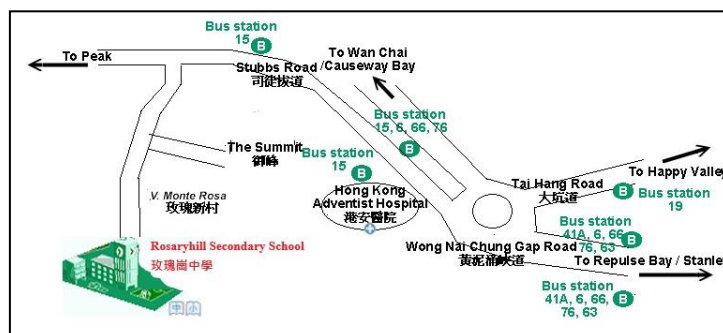 Bus station
15
To Peak
Stubbs Road
司徒拔道
To Wan Chai
/Causeway Bay
Bus station
15, 6, 66, 76
The Summit
御峰
Bus station
15
Hong Kong
Adventist Hospital
港安醫院
V. Monte Rosa
玫瑰新村
Rosaryhill Secondary School
玫瑰崗中學
中 小
To Happy Valley
Tai Hang Road
大坑道
Bus station
19
Bus station
41A, 6, 66,
76, 63
Wong Nai Chung Gap Road
黃泥涌峽道
To Repulse Bay / Stanley
Bus station
41A, 6, 66,
76, 63
B
B
B
B
B
B